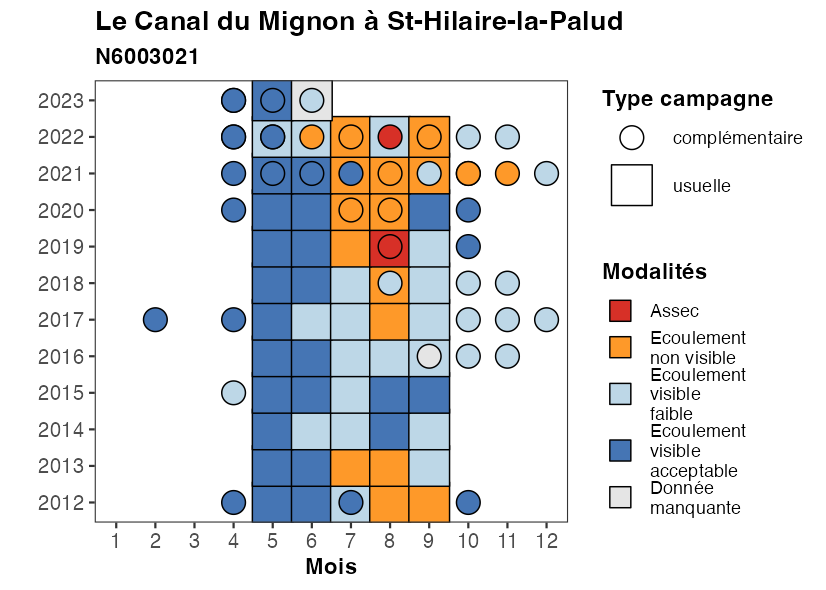 Le Canal du Mignon à St-Hilaire-la-Palud
N6003021
2023
2022
2021
2020
2019
2018
2017
2016
2015
2014
2013
2012
1 2 3 4 5 6 7 8 9 10 11 12
Mois
Type campagne
complémentaire
usuelle
Modalités
Assec
Ecoulement
non visible
Ecoulement
visible
faible
Ecoulement
visible
acceptable
Donnée
manquante